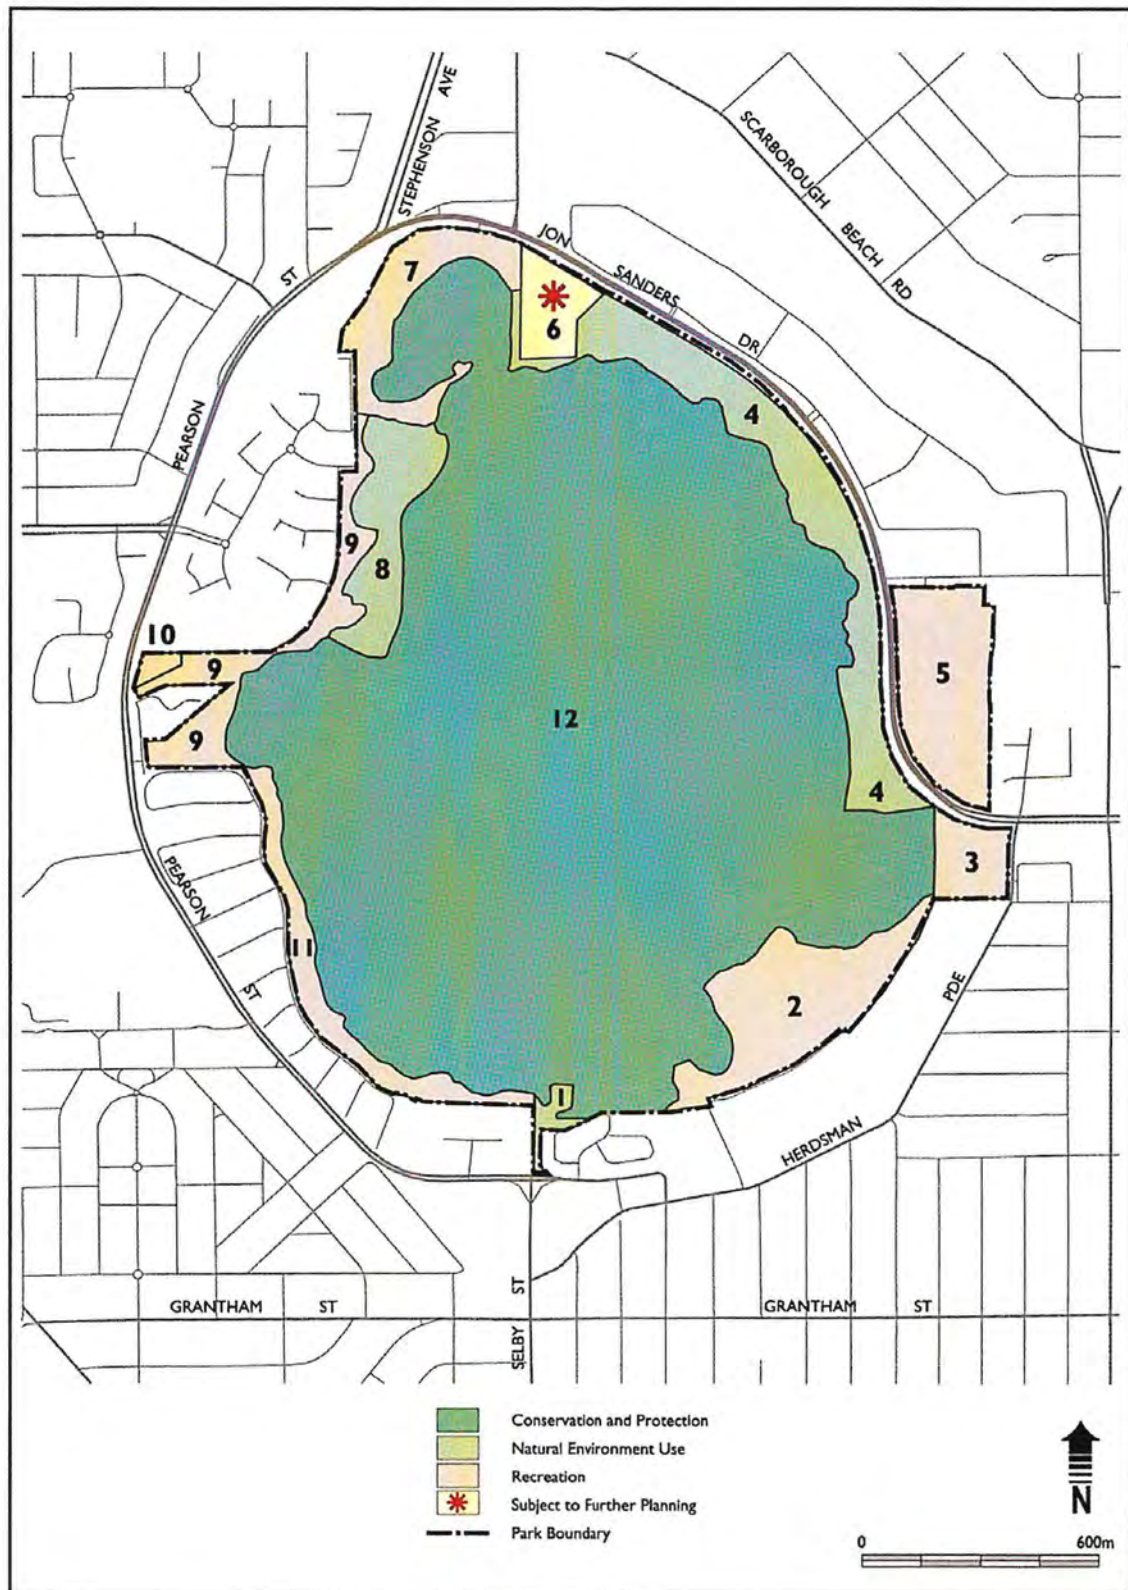 STEPHENSON AVE
SCARBOROUGH BEACH RD
JON SANDERS DR
PEARSON ST
7
6
4
9
8
10
9
9
5
12
4
3
PEARSON ST
11
2
PDE
1
HERDSMAN
GRANTHAM ST
SELBY ST
GRANTHAM ST
Conservation and Protection
Natural Environment Use
Recreation
Subject to Further Planning
Park Boundary
N
0 600m